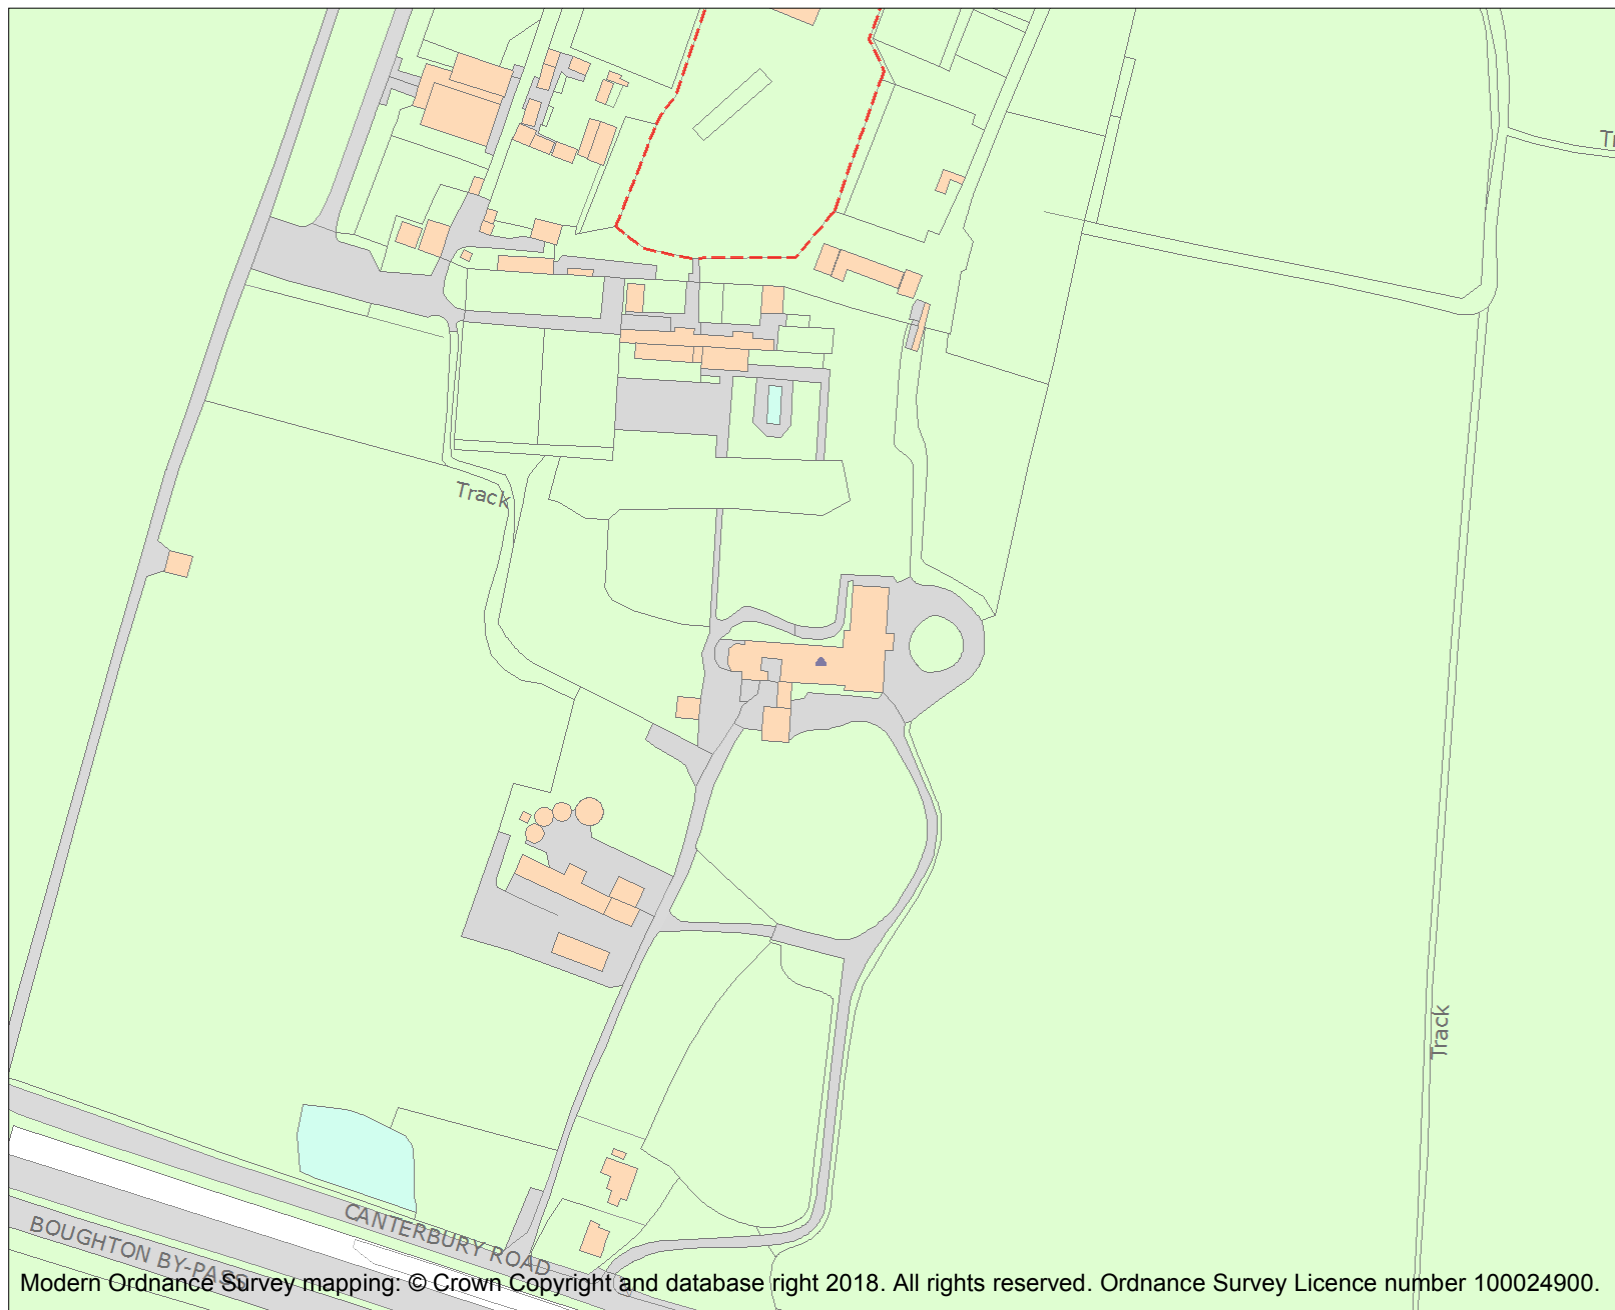 Tr
Track
Track
CANTERBURY ROAD
BOUGHTON BY-PASS
Modern Ordnance Survey mapping: © Crown Copyright and database right 2018. All rights reserved. Ordnance Survey Licence number 100024900.